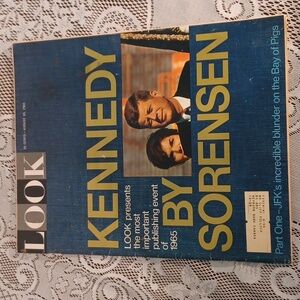 LOOK
KENNEDY
LOOK presents
the most
important
publishing event
of
1965
BY
SORENSEN
Part One–JFK's incredible blunder on the Bay of Pigs